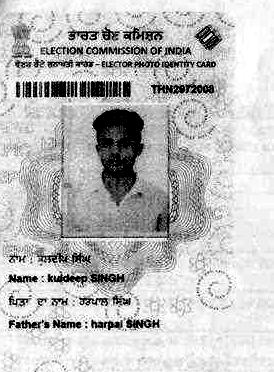 ਭਾਰਤ ਚੋਣ ਕਮਿਸ਼ਨ
ELECTION COMMISSION OF INDIA
ਫੋਟੋ ਸ਼ਨਾਖਤੀ ਕਾਰਡ - ELECTOR PHOTO IDENTITY CARD
THN2972008
ਨਾਮ : ਕੁਲਦੀਪ ਸਿੰਘ
Name : kuldeep SINGH
ਪਿਤਾ ਦਾ ਨਾਮ : ਹਰਪਾਲ ਸਿੰਘ
Father's Name : harpal SINGH